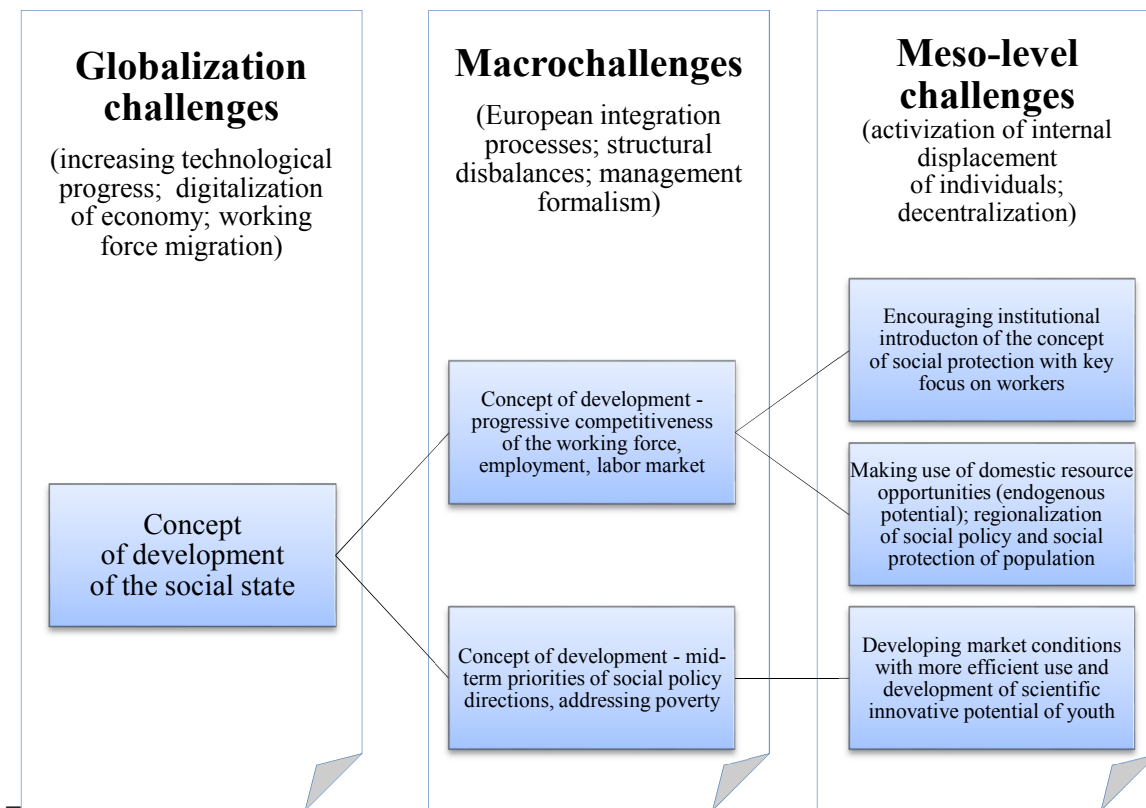 Globalization
challenges
(increasing technological
progress; digitalization
of economy; working
force migration)
Concept
of development
of the social state
Macrochallenges
(European integration
processes; structural
disbalances; management
formalism)
Concept of development -
progressive competitiveness
of the working force,
employment, labor market
Concept of development - mid-
term priorities of social policy
directions, addressing poverty
Meso-level
challenges
(activization of internal
displacement
of individuals;
decentralization)
Encouraging institutional
introducton of the concept
of social protection with key
focus on workers
Making use of domestic resource
opportunities (endogenous
potential); regionalization
of social policy and social
protection of population
Developing market conditions
with more efficient use and
development of scientific
innovative potential of youth